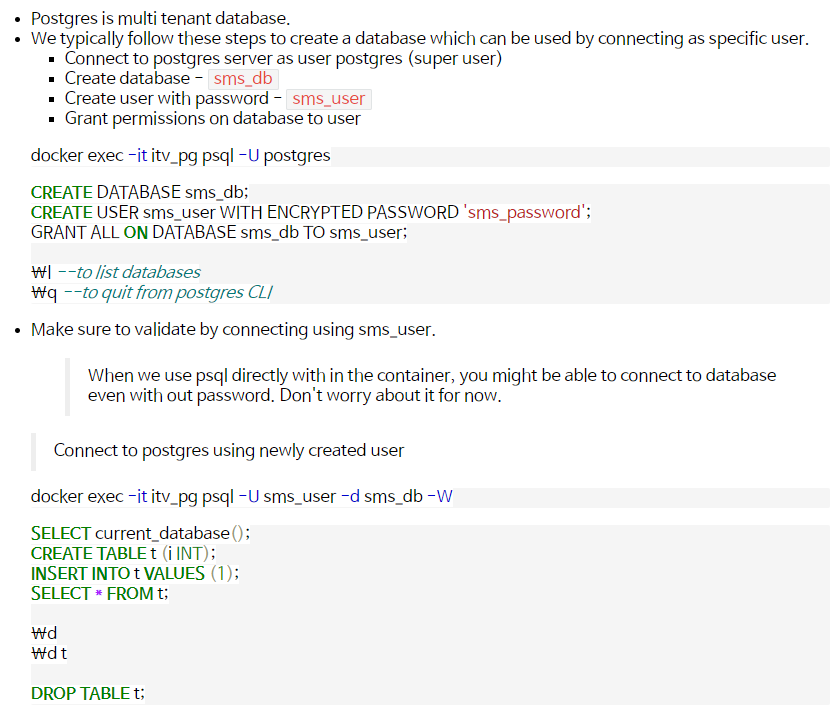 • Postgres is multi tenant database.
• We typically follow these steps to create a database which can be used by connecting as specific user.
▪ Connect to postgres server as user postgres (super user)
▪ Create database - sms_db
▪ Create user with password - sms_user
▪ Grant permissions on database to user
docker exec -it itv_pg psql -U postgres
CREATE DATABASE sms_db;
CREATE USER sms_user WITH ENCRYPTED PASSWORD 'sms_password';
GRANT ALL ON DATABASE sms_db TO sms_user;
₩l --to list databases
₩q --to quit from postgres CLI
• Make sure to validate by connecting using sms_user.
When we use psql directly with in the container, you might be able to connect to database
even with out password. Don't worry about it for now.
Connect to postgres using newly created user
docker exec -it itv_pg psql -U sms_user -d sms_db -W
SELECT current_database();
CREATE TABLE t (i INT);
INSERT INTO t VALUES (1);
SELECT * FROM t;
₩d
₩d t
DROP TABLE t;